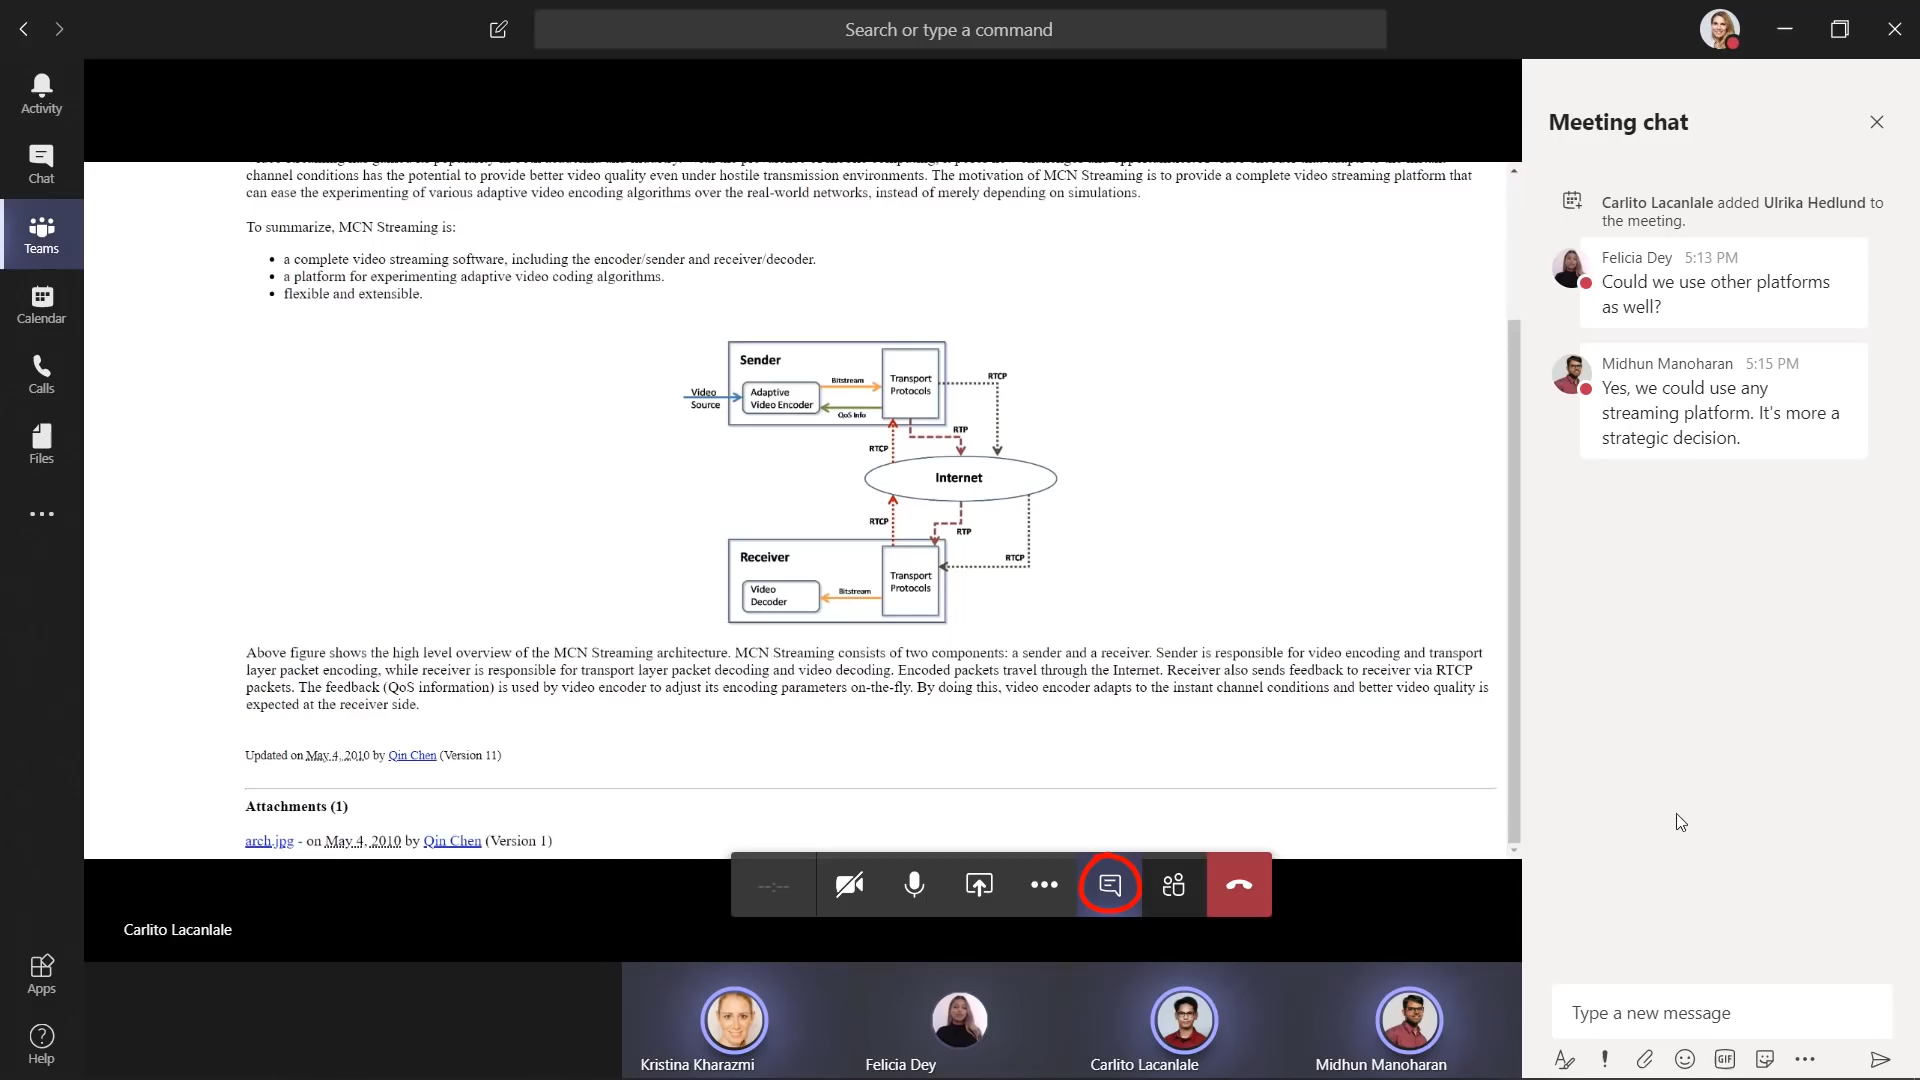 Search or type a command
Activity
Chat
Teams
Calendar
Calls
Files
Apps
Help
channel conditions has the potential to provide better video quality even under hostile transmission environments. The motivation of MCN Streaming is to provide a complete video streaming platform that
can ease the experimenting of various adaptive video encoding algorithms over the real-world networks, instead of merely depending on simulations.
To summarize, MCN Streaming is:
• a complete video streaming software, including the encoder/sender and receiver/decoder.
• a platform for experimenting adaptive video coding algorithms.
• flexible and extensible.
Sender
Video
Source
Adaptive
Video Encoder
Bitstream
QoS Info
Transport
Protocols
RTCP
RTP
RTCP
Internet
RTCP
RTP
RTCP
Receiver
Video
Decoder
Bitstream
Transport
Protocols
Above figure shows the high level overview of the MCN Streaming architecture. MCN Streaming consists of two components: a sender and a receiver. Sender is responsible for video encoding and transport
layer packet encoding, while receiver is responsible for transport layer packet decoding and video decoding. Encoded packets travel through the Internet. Receiver also sends feedback to receiver via RTCP
packets. The feedback (QoS information) is used by video encoder to adjust its encoding parameters on-the-fly. By doing this, video encoder adapts to the instant channel conditions and better video quality is
expected at the receiver side.
Updated on May 4, 2010 by Qin Chen (Version 11)
Attachments (1)
arch.jpg - on May 4, 2010 by Qin Chen (Version 1)
--:--
Carlito Lacanlale
Kristina Kharazmi
Felicia Dey
Carlito Lacanlale
Midhun Manoharan
Meeting chat
Carlito Lacanlale added Ulrika Hedlund to
the meeting.
Felicia Dey 5:13 PM
Could we use other platforms
as well?
Midhun Manoharan 5:15 PM
Yes, we could use any
streaming platform. It's more a
strategic decision.
Type a new message
GIF